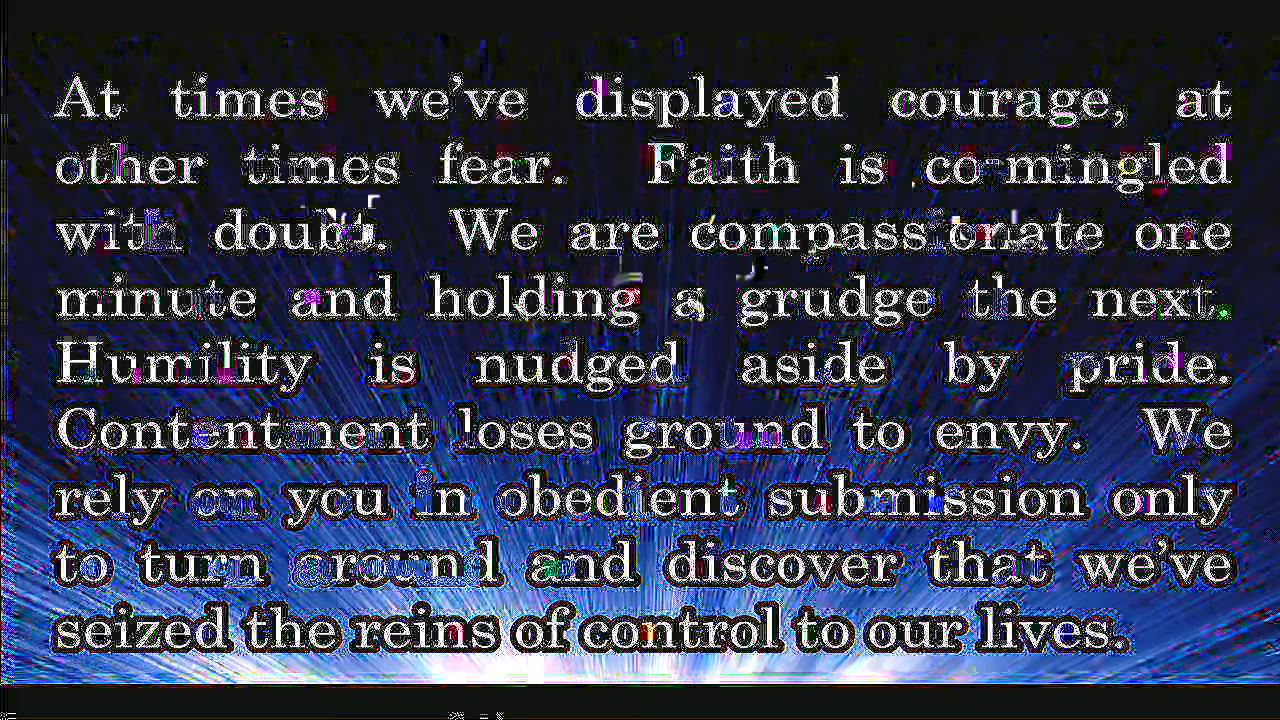 At times we've displayed courage, at
other times fear. Faith is co-mingled
with doubt. We are compassionate one
minute and holding a grudge the next.
Humility is nudged aside by pride.
Contentment loses ground to envy. We
rely on you in obedient submission only
to turn around and discover that we've
seized the reins of control to our lives.